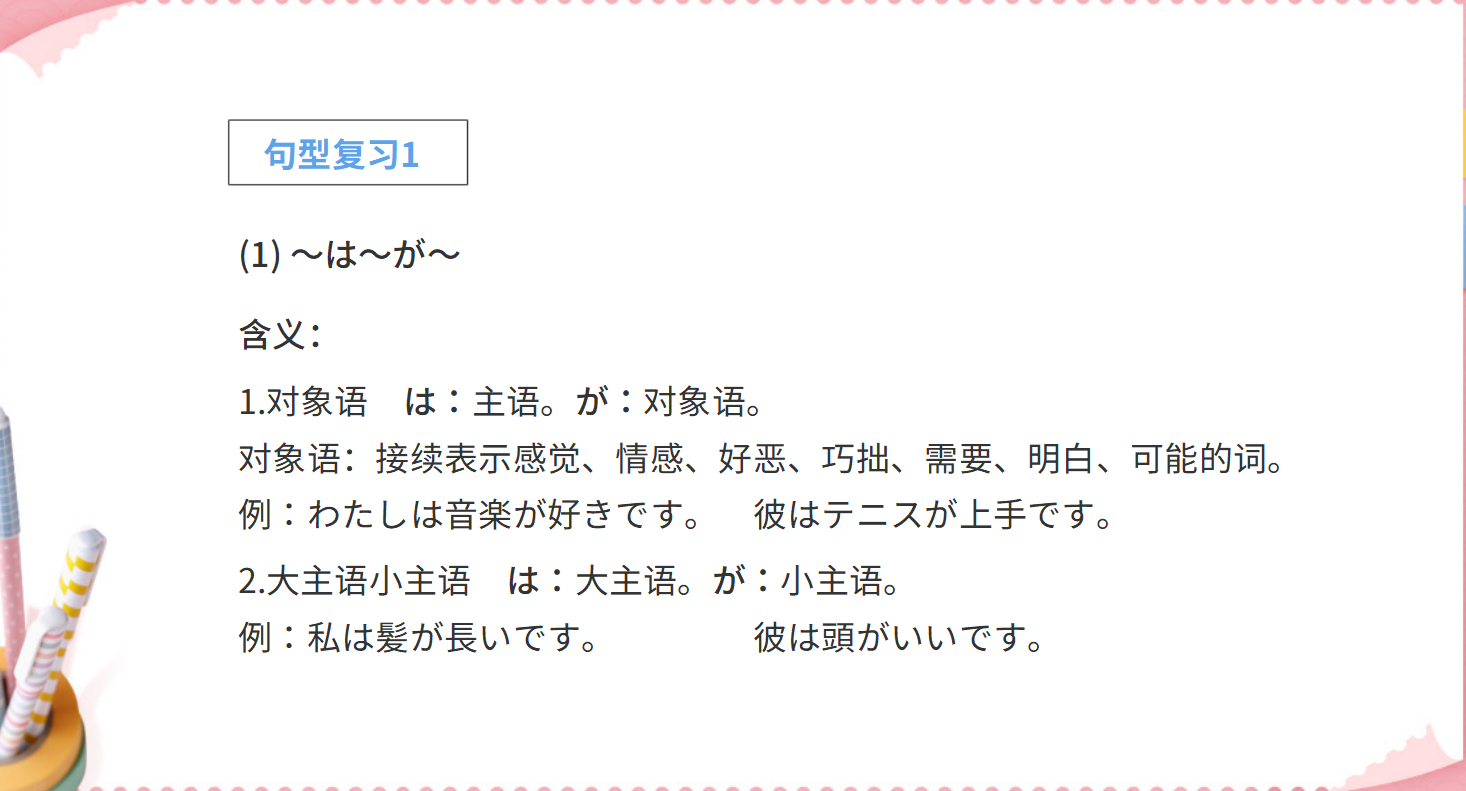 句型复习1
(1) ～は～が～
含义：
1.对象语　は：主语。が：对象语。
对象语：接续表示感觉、情感、好恶、巧拙、需要、明白、可能的词。
例：わたしは音楽が好きです。　彼はテニスが上手です。
2.大主语小主语　は：大主语。が：小主语。
例：私は髪が長いです。　　　　彼は頭がいいです。